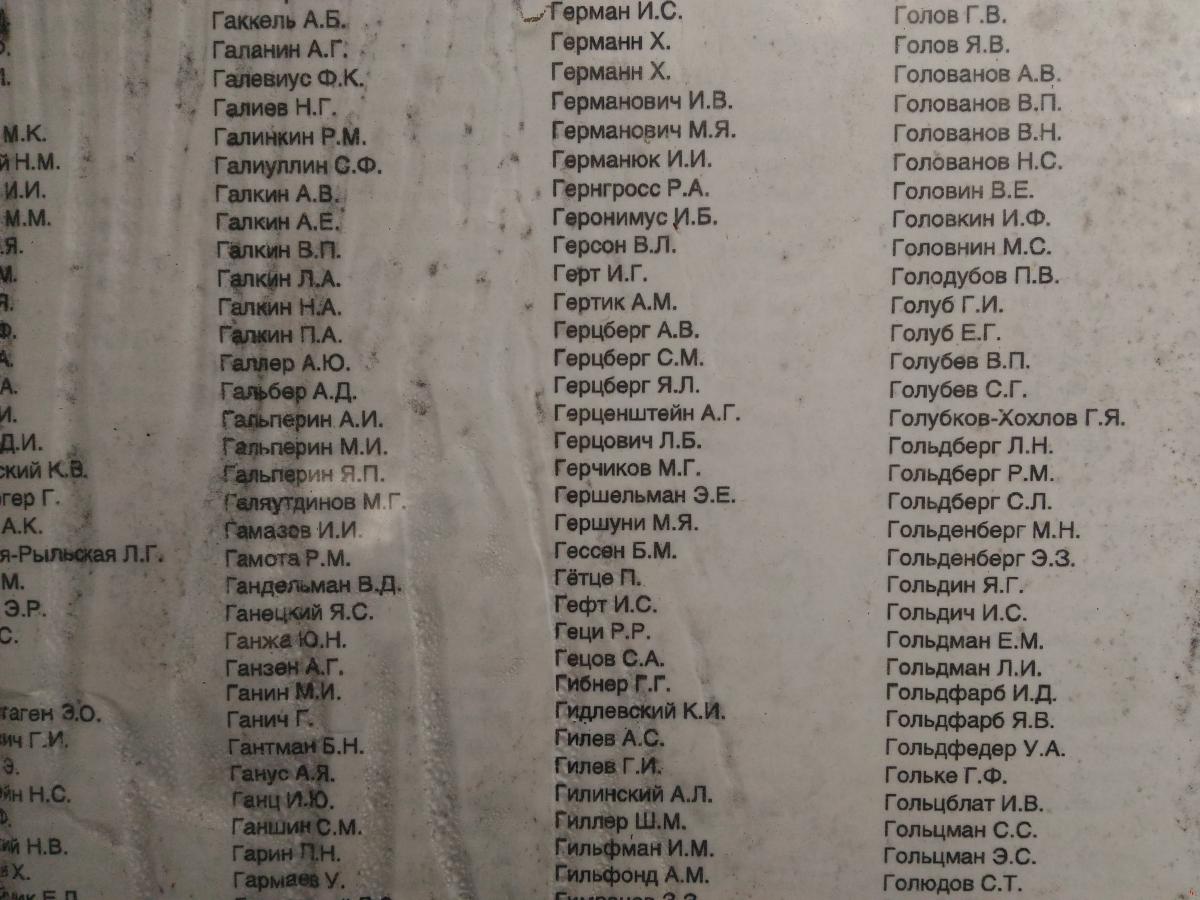 М.К.
Н.М.
И.И.
М.М.
Д.И.
К.В.
Г.
А.К.
Л.Г.
Э.Р.
Э.О.
Г.И.
Н.С.
Н.В.
Гаккель А.Б.
Галанин А.Г.
Галевиус Ф.К.
Галиев Н.Г.
Галинкин Р.М.
Галиуллин С.Ф.
Галкин А.В.
Галкин А.Е.
Галкин В.П.
Галкин Л.А.
Галкин Н.А.
Галкин П.А.
Галлер А.Ю.
Гальбер А.Д.
Гальперин А.И.
Гальперин М.И.
Гальперин Я.П.
Галяутдинов М.Г.
Гамазов И.И.
Гамота Р.М.
Гандельман В.Д.
Ганецкий Я.С.
Ганжа Ю.Н.
Ганзен А.Г.
Ганин М.И.
Ганич Г.
Гантман Б.Н.
Ганус А.Я.
Ганц И.Ю.
Ганшин С.М.
Гарин П.Н.
Гармаев У.
Герман И.С.
Германн Х.
Германн Х.
Германович И.В.
Германович М.Я.
Германюк И.И.
Гернгросс Р.А.
Геронимус И.Б.
Герсон В.Л.
Герт И.Г.
Гертик А.М.
Герцберг А.В.
Герцберг С.М.
Герцберг Я.Л.
Герценштейн А.Г.
Герцович Л.Б.
Герчиков М.Г.
Гершельман Э.Е.
Гершуни М.Я.
Гессен Б.М.
Гётце П.
Гефт И.С.
Геци Р.Р.
Гецов С.А.
Гибнер Г.Г.
Гидлевский К.И.
Гилев А.С.
Гилев Г.И.
Гилинский А.Л.
Гиллер Ш.М.
Гильфман И.М.
Гильфонд А.М.
Голов Г.В.
Голов Я.В.
Голованов А.В.
Голованов В.П.
Голованов В.Н.
Голованов Н.С.
Головин В.Е.
Головкин И.Ф.
Головнин М.С.
Голодубов П.В.
Голуб Г.И.
Голуб Е.Г.
Голубев В.П.
Голубев С.Г.
Голубков-Хохлов Г.Я.
Гольдберг Л.Н.
Гольдберг Р.М.
Гольдберг С.Л.
Гольденберг М.Н.
Гольденберг Э.З.
Гольдин Я.Г.
Гольдич И.С.
Гольдман Е.М.
Гольдман Л.И.
Гольдфарб И.Д.
Гольдфарб Я.В.
Гольдфедер У.А.
Гольке Г.Ф.
Гольцблат И.В.
Гольцман С.С.
Гольцман Э.С.
Голюдов С.Т.